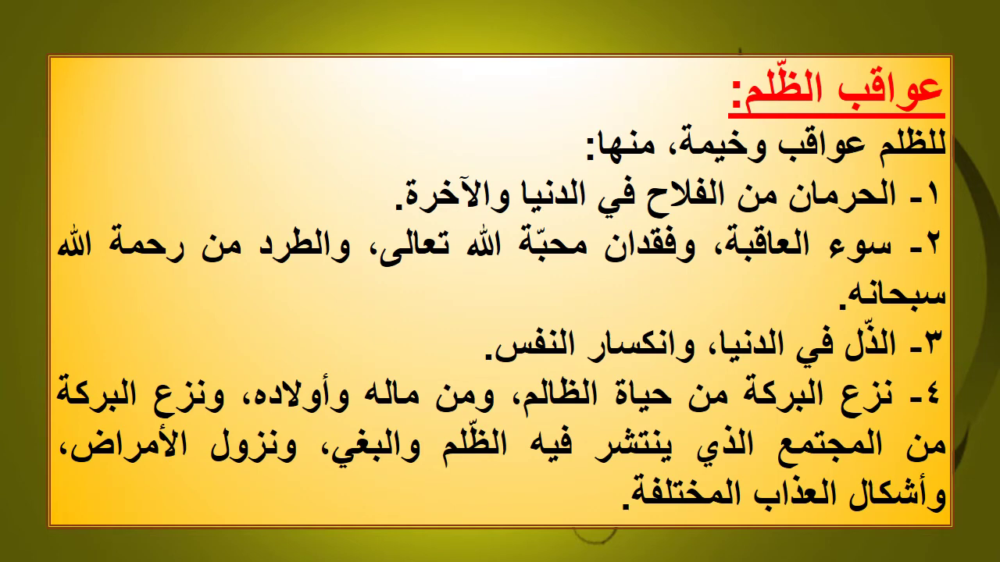 عواقب الظّلم:
للظلم عواقب وخيمة، منها:
١- الحرمان من الفلاح في الدنيا والآخرة.
٢- سوء العاقبة، وفقدان محبّة الله تعالى، والطرد من رحمة الله
سبحانه.
٣- الذّل في الدنيا، وانكسار النفس.
٤- نزع البركة من حياة الظالم، ومن ماله وأولاده، ونزع البركة
من المجتمع الذي ينتشر فيه الظّلم والبغي، ونزول الأمراض،
وأشكال العذاب المختلفة.